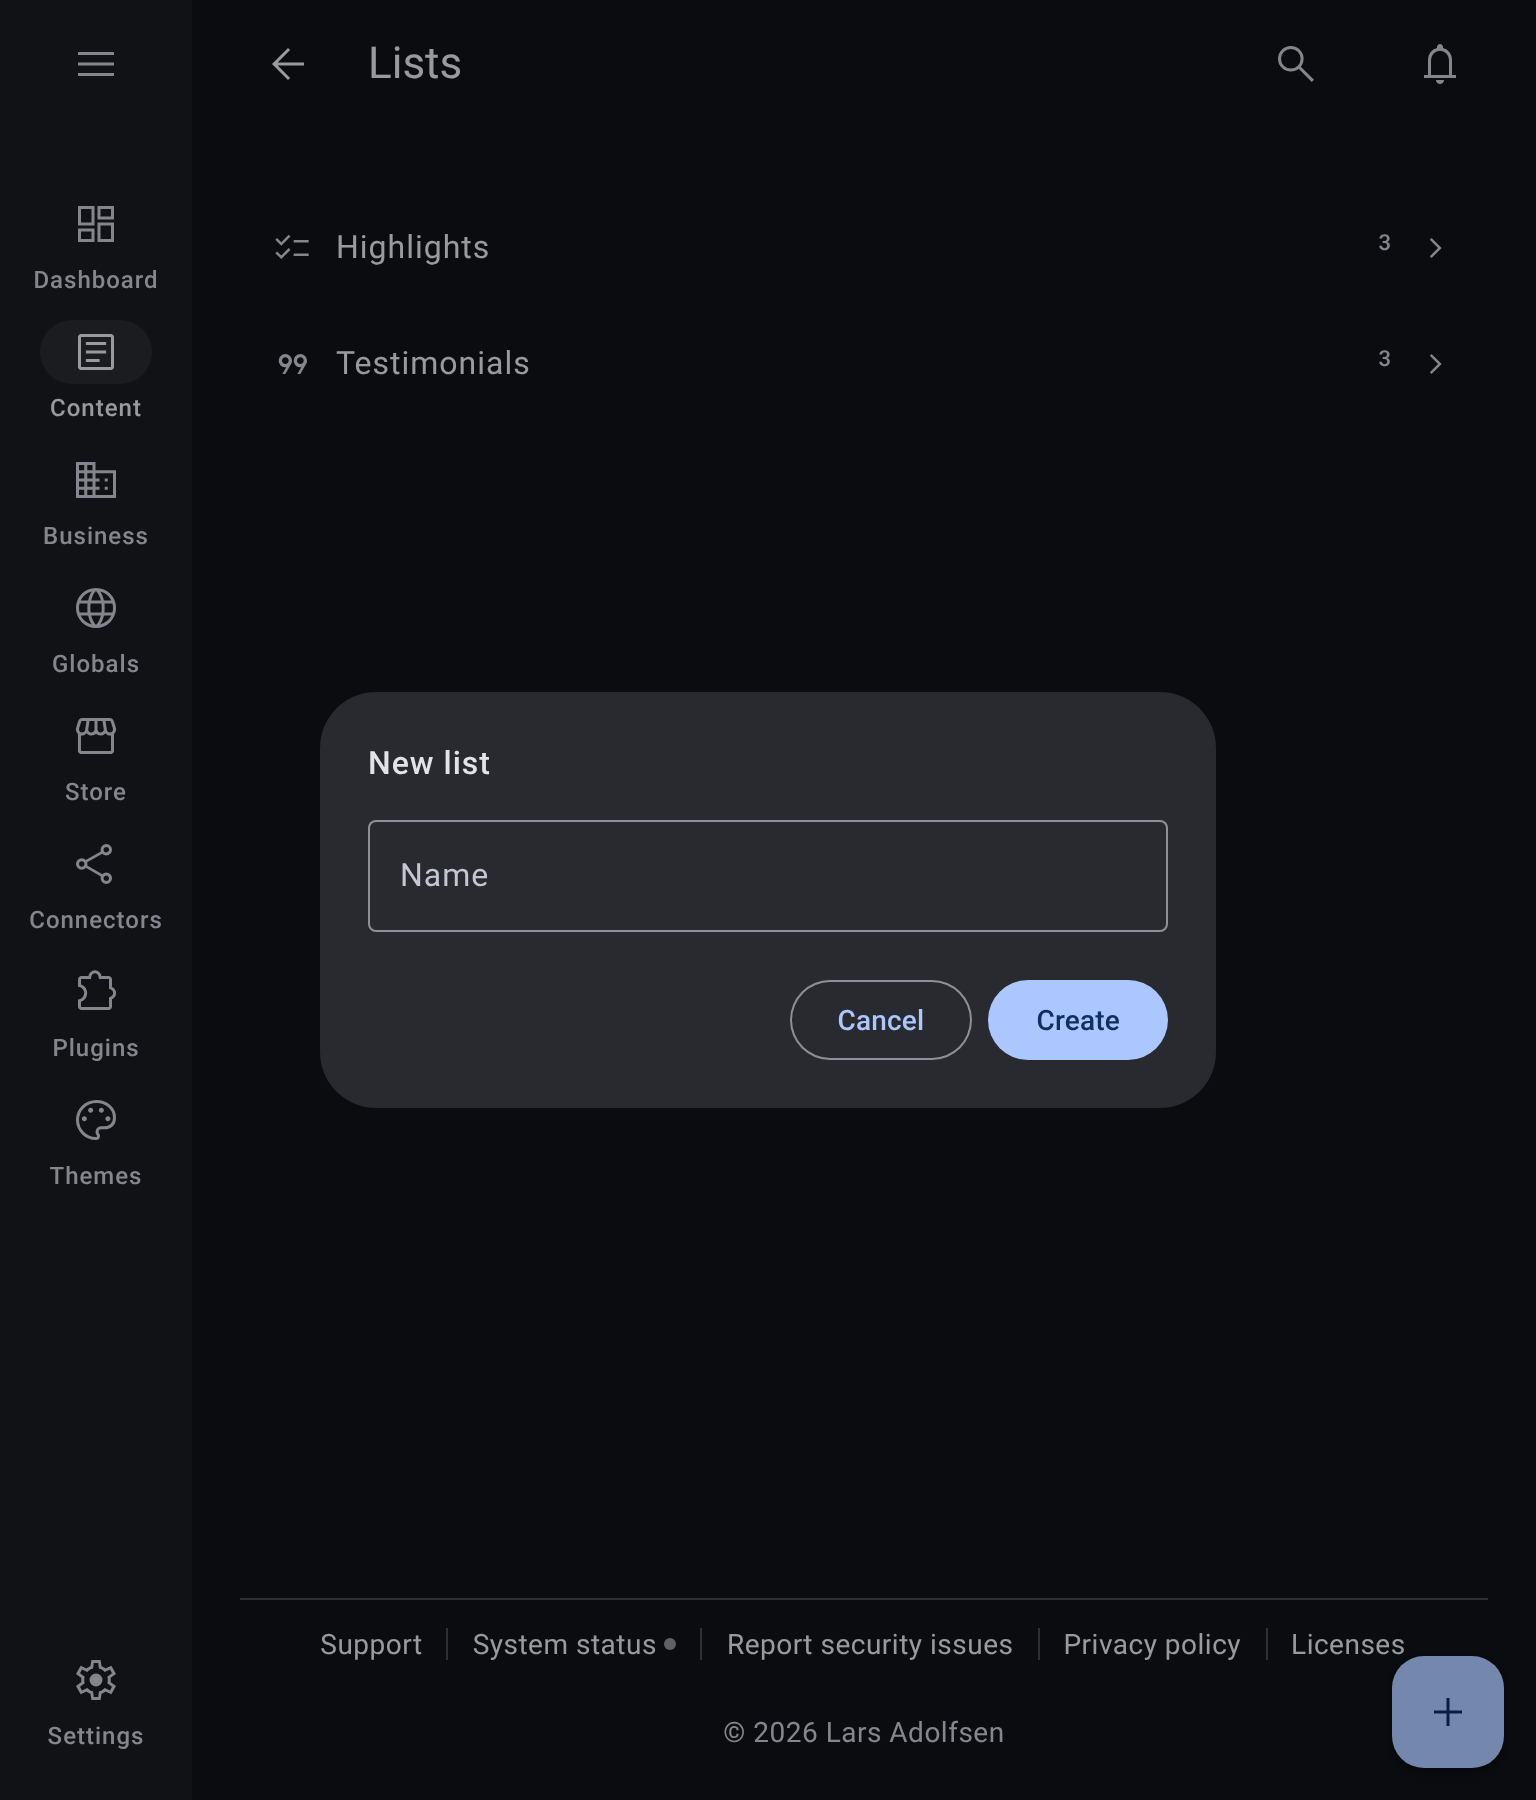 Lists
Dashboard
Content
Business
Globals
Store
Connectors
Plugins
Themes
Settings
Highlights 3
Testimonials 3
New list
Name
Cancel Create
Support System status Report security issues Privacy policy Licenses
© 2026 Lars Adolfsen